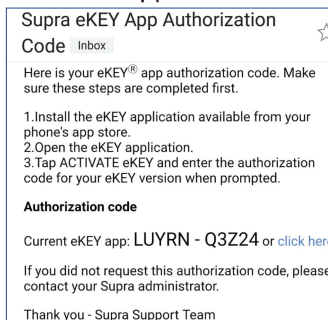 Supra eKEY App Authorization
Code Inbox
Here is your eKEY® app authorization code. Make
sure these steps are completed first.
1.Install the eKEY application available from your
phone's app store.
2.Open the eKEY application.
3.Tap ACTIVATE eKEY and enter the authorization
code for your eKEY version when prompted.
Authorization code
Current eKEY app: LUYRN - Q3Z24 or click here
If you did not request this authorization code, please
contact your Supra administrator.
Thank you - Supra Support Team